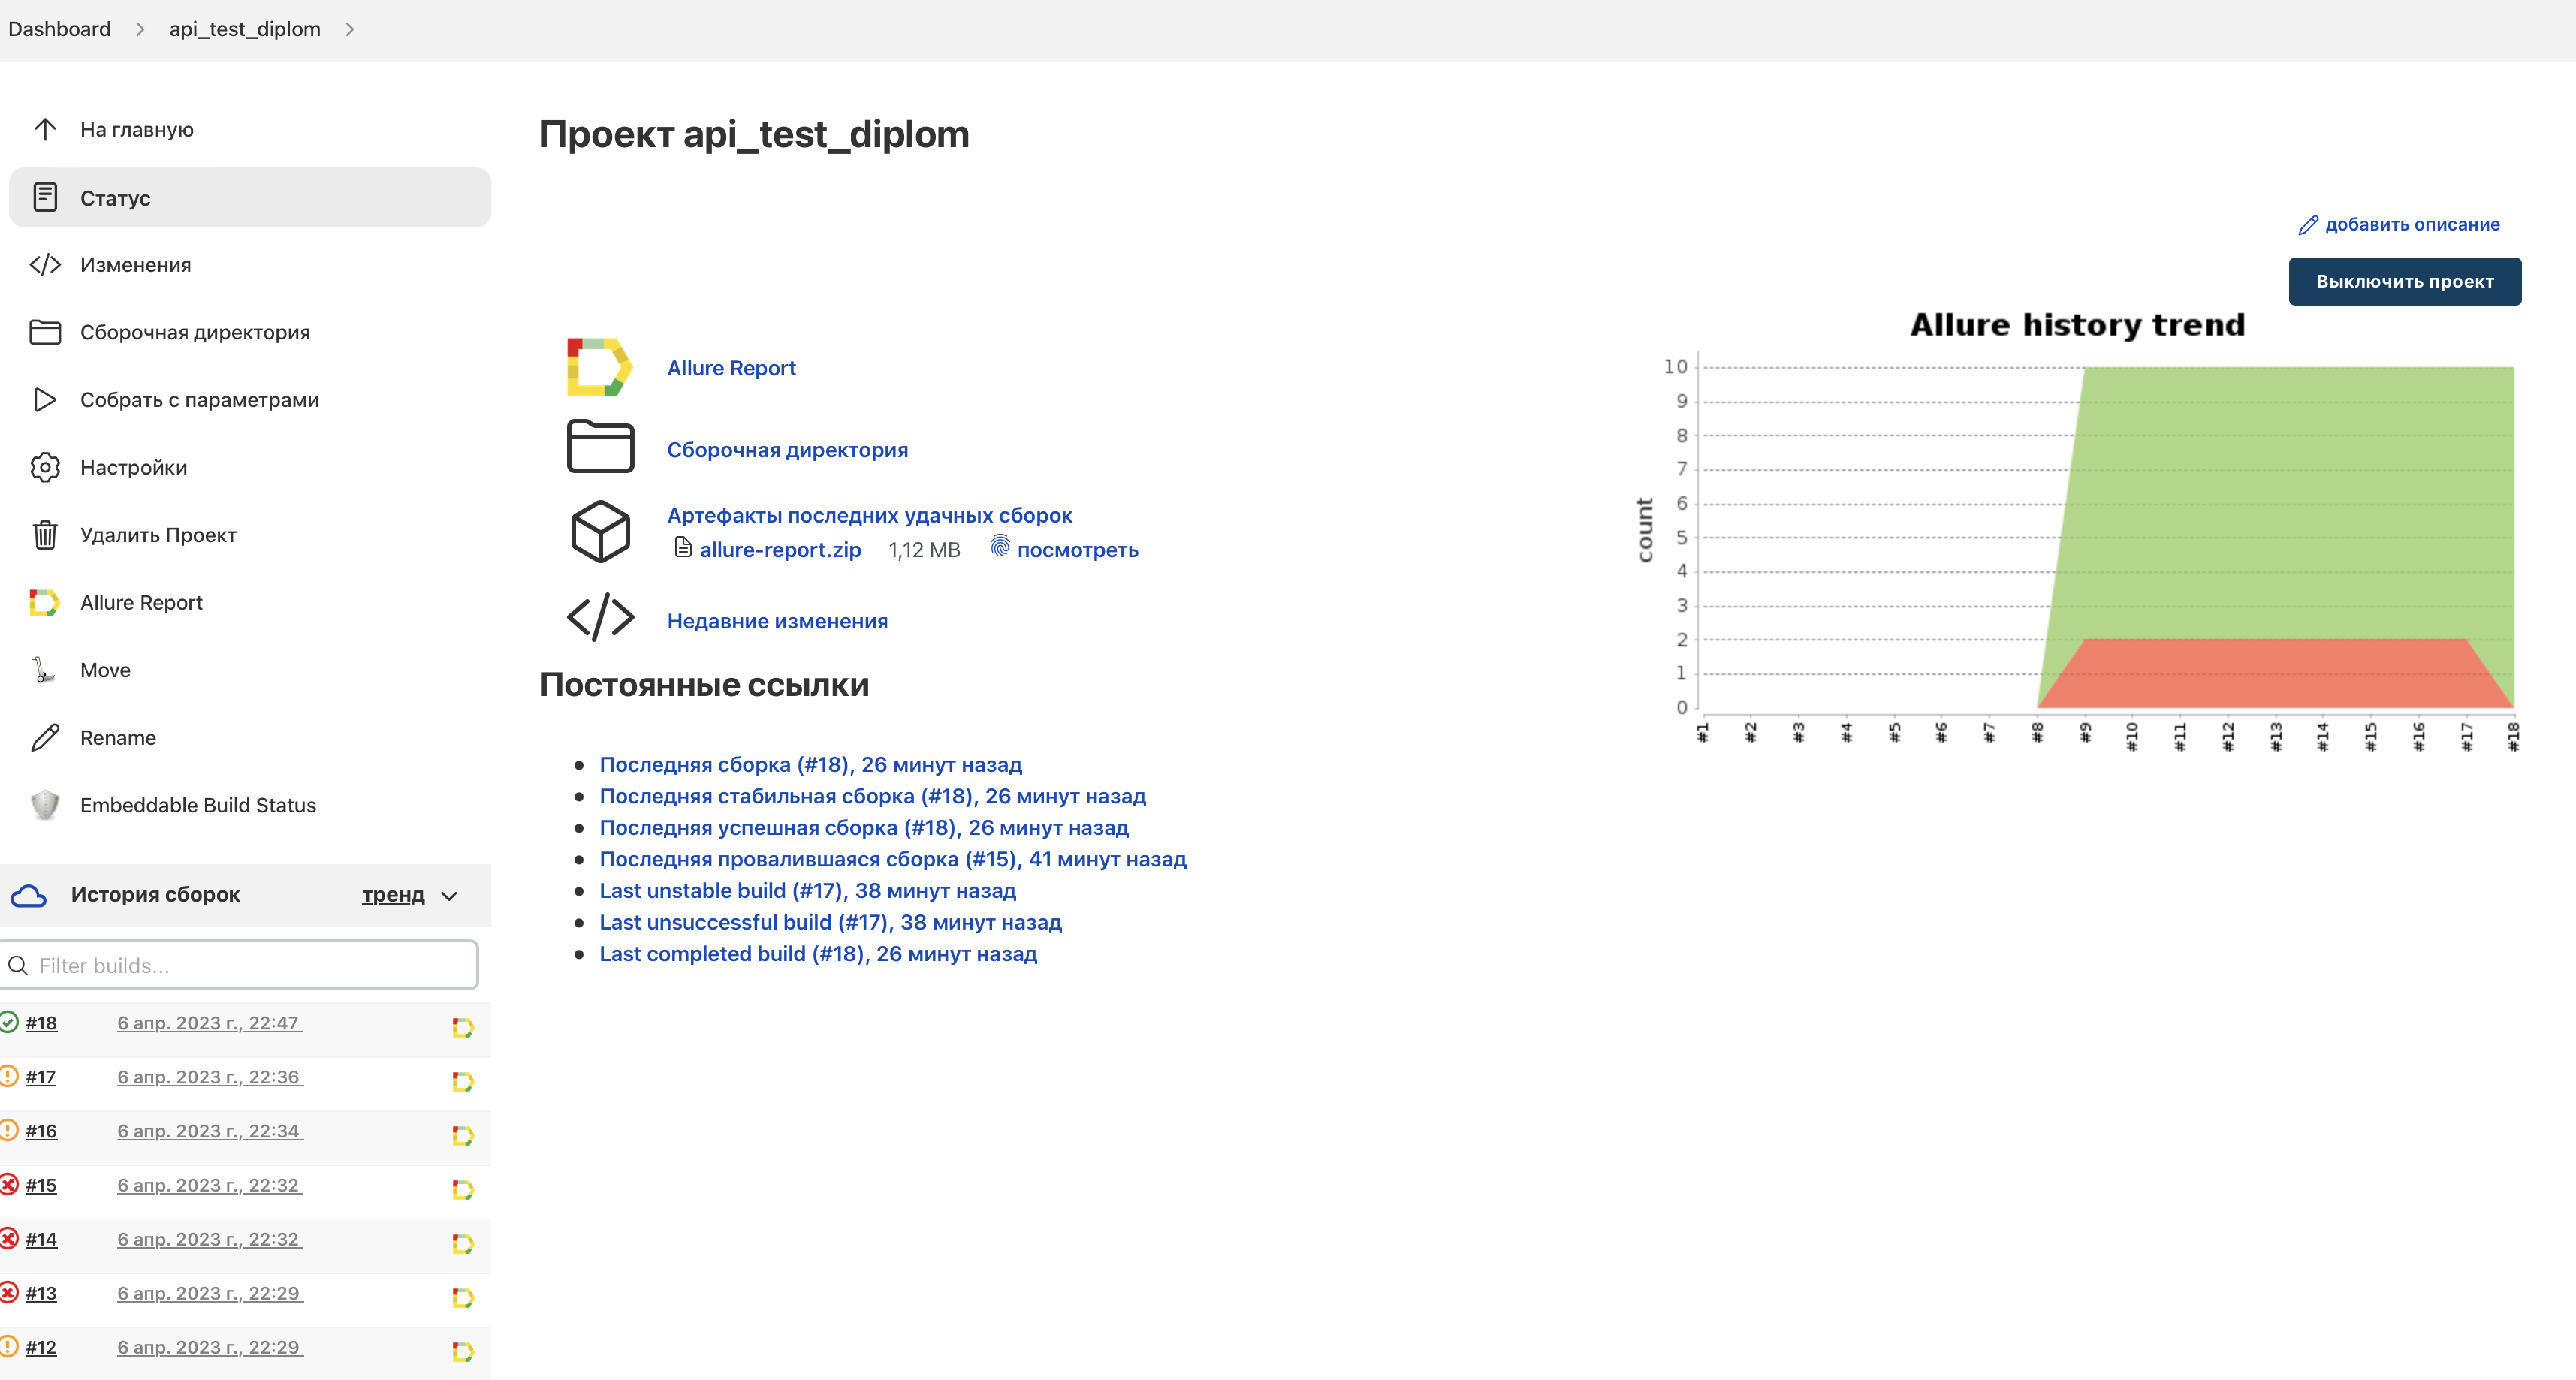 Dashboard > api_test_diplom >
На главную
Статус
Изменения
Сборочная директория
Собрать с параметрами
Настройки
Удалить Проект
Allure Report
Move
Rename
Embeddable Build Status
История сборок тренд
Filter builds...
#18 6 апр. 2023 г., 22:47
#17 6 апр. 2023 г., 22:36
#16 6 апр. 2023 г., 22:34
#15 6 апр. 2023 г., 22:32
#14 6 апр. 2023 г., 22:32
#13 6 апр. 2023 г., 22:29
#12 6 апр. 2023 г., 22:29
Проект api_test_diplom
добавить описание
Выключить проект
Allure Report
Сборочная директория
Артефакты последних удачных сборок
allure-report.zip 1,12 MB посмотреть
Недавние изменения
Постоянные ссылки
Последняя сборка (#18), 26 минут назад
Последняя стабильная сборка (#18), 26 минут назад
Последняя успешная сборка (#18), 26 минут назад
Последняя провалившаяся сборка (#15), 41 минут назад
Last unstable build (#17), 38 минут назад
Last unsuccessful build (#17), 38 минут назад
Last completed build (#18), 26 минут назад
Allure history trend
count
10
9
8
7
6
5
4
3
2
1
0
#1 #2 #3 #4 #5 #6 #7 #8 #9 #10 #11 #12 #13 #14 #15 #16 #17 #18